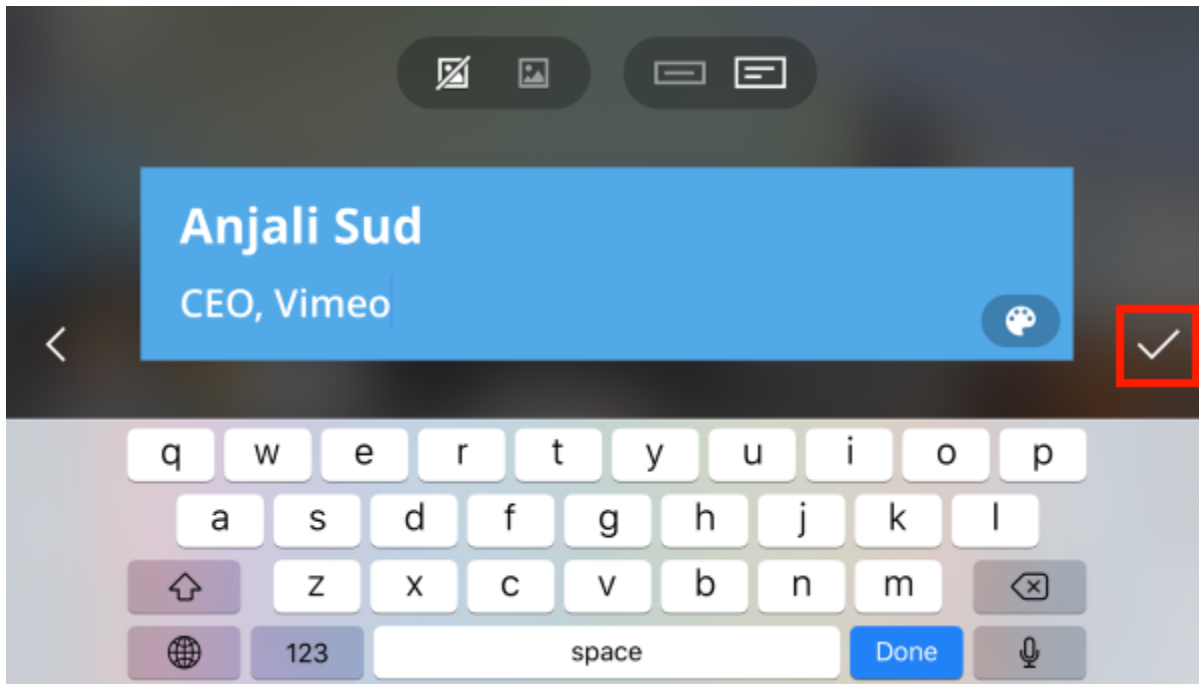 Anjali Sud
CEO, Vimeo
q w e r t y u i o p
a s d f g h j k l
z x c v b n m
123 space Done